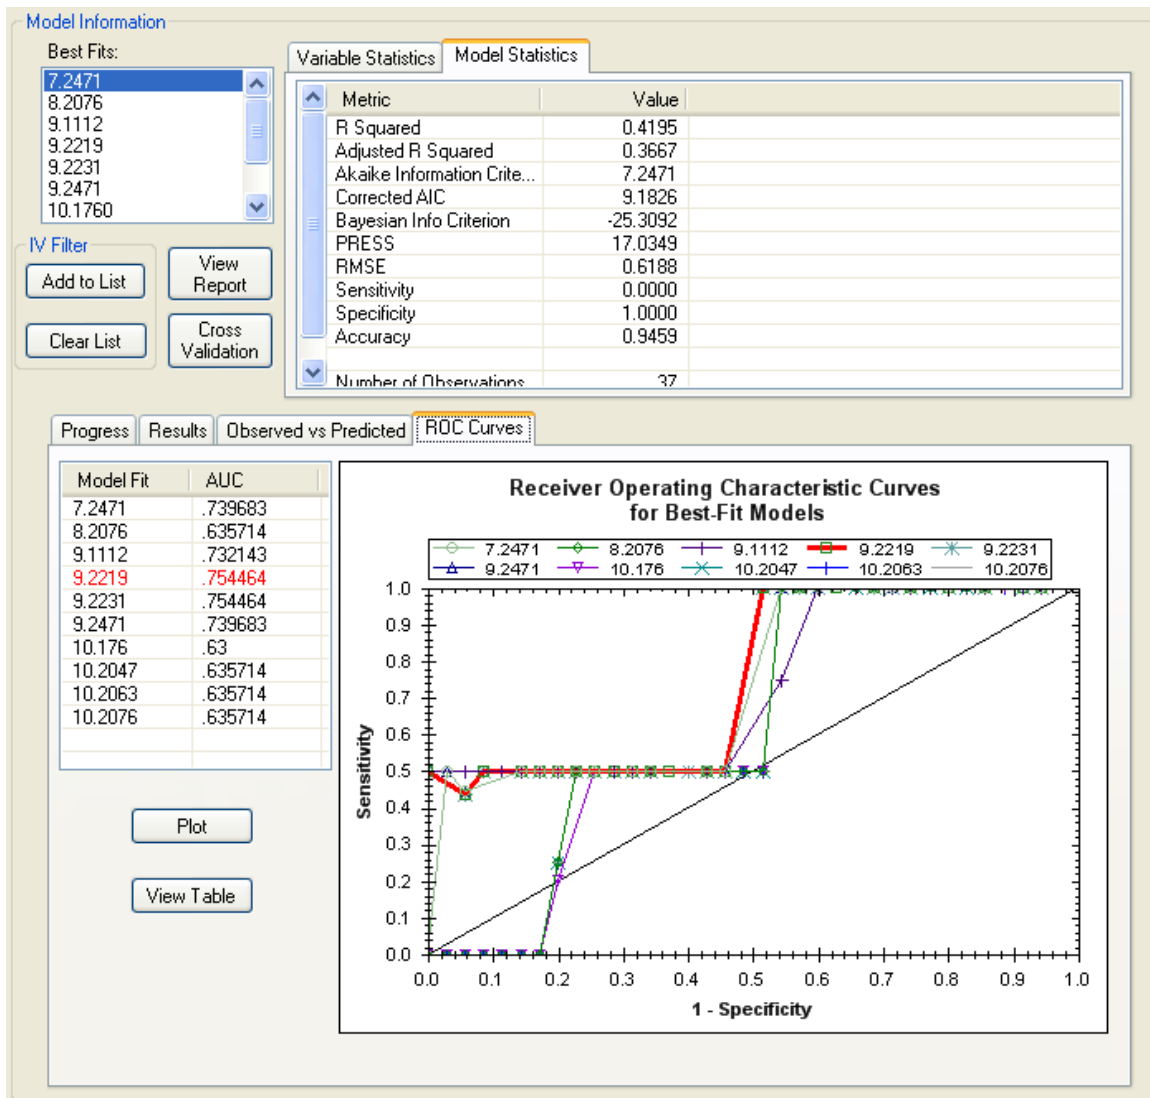 Model Information
Best Fits:
7.2471
8.2076
9.1112
9.2219
9.2231
9.2471
10.1760
IV Filter
Add to List
Clear List
View
Report
Cross
Validation
Variable Statistics Model Statistics
Metric Value
R Squared 0.4195
Adjusted R Squared 0.3667
Akaike Information Crite... 7.2471
Corrected AIC 9.1826
Bayesian Info Criterion -25.3092
PRESS 17.0349
RMSE 0.6188
Sensitivity 0.0000
Specificity 1.0000
Accuracy 0.9459
Number of Observations 37
Progress Results Observed vs Predicted ROC Curves
Model Fit AUC
7.2471 .739683
8.2076 .635714
9.1112 .732143
9.2219 .754464
9.2231 .754464
9.2471 .739683
10.176 .63
10.2047 .635714
10.2063 .635714
10.2076 .635714
Plot
View Table
Receiver Operating Characteristic Curves
for Best-Fit Models
7.2471 8.2076 9.1112 9.2219 9.2231
9.2471 10.176 10.2047 10.2063 10.2076
1.0
0.9
0.8
0.7
0.6
0.5
0.4
0.3
0.2
0.1
0.0
Sensitivity
0.0 0.1 0.2 0.3 0.4 0.5 0.6 0.7 0.8 0.9 1.0
1 - Specificity